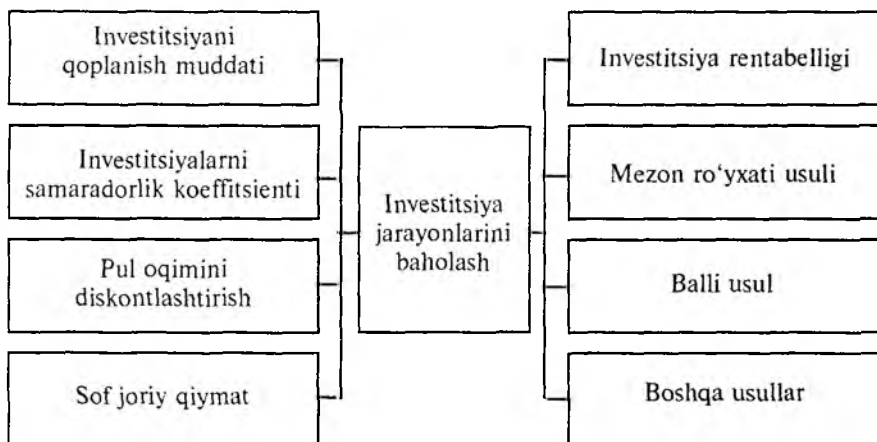 Investitsiyani
qoplanish muddati
Investitsiyalarni
samaradorlik koeffitsienti
Pul oqimini
diskontlashtirish
Sof joriy qiymat
Investitsiya
jarayonlarini
baholash
Investitsiya rentabelligi
Mezon ro‘yxati usuli
Balli usul
Boshqa usullar